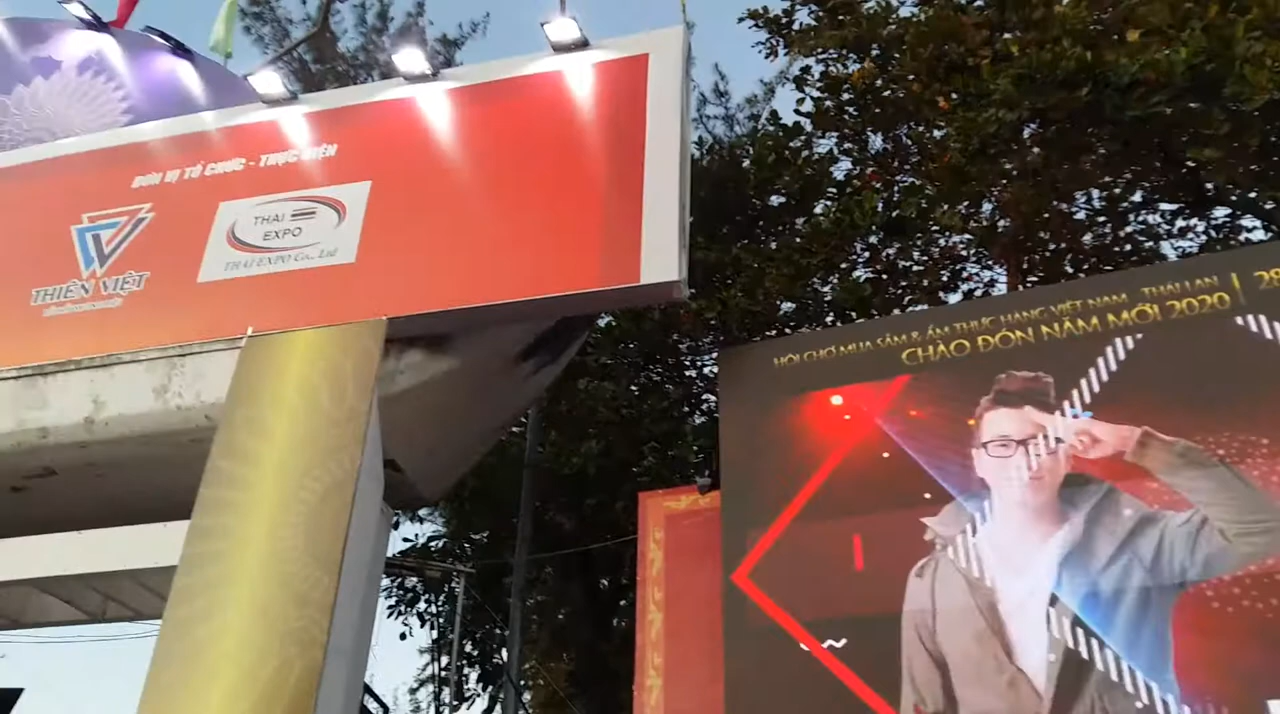 ĐƠN VỊ TỔ CHỨC - THỰC HIỆN
THIÊN VIỆT
THAI
EXPO
THAI EXPO Co., Ltd
HỘI CHỢ MUA SẮM & ẨM THỰC HÀNG VIỆT NAM - THÁI LAN
CHÀO ĐÓN NĂM MỚI 2020